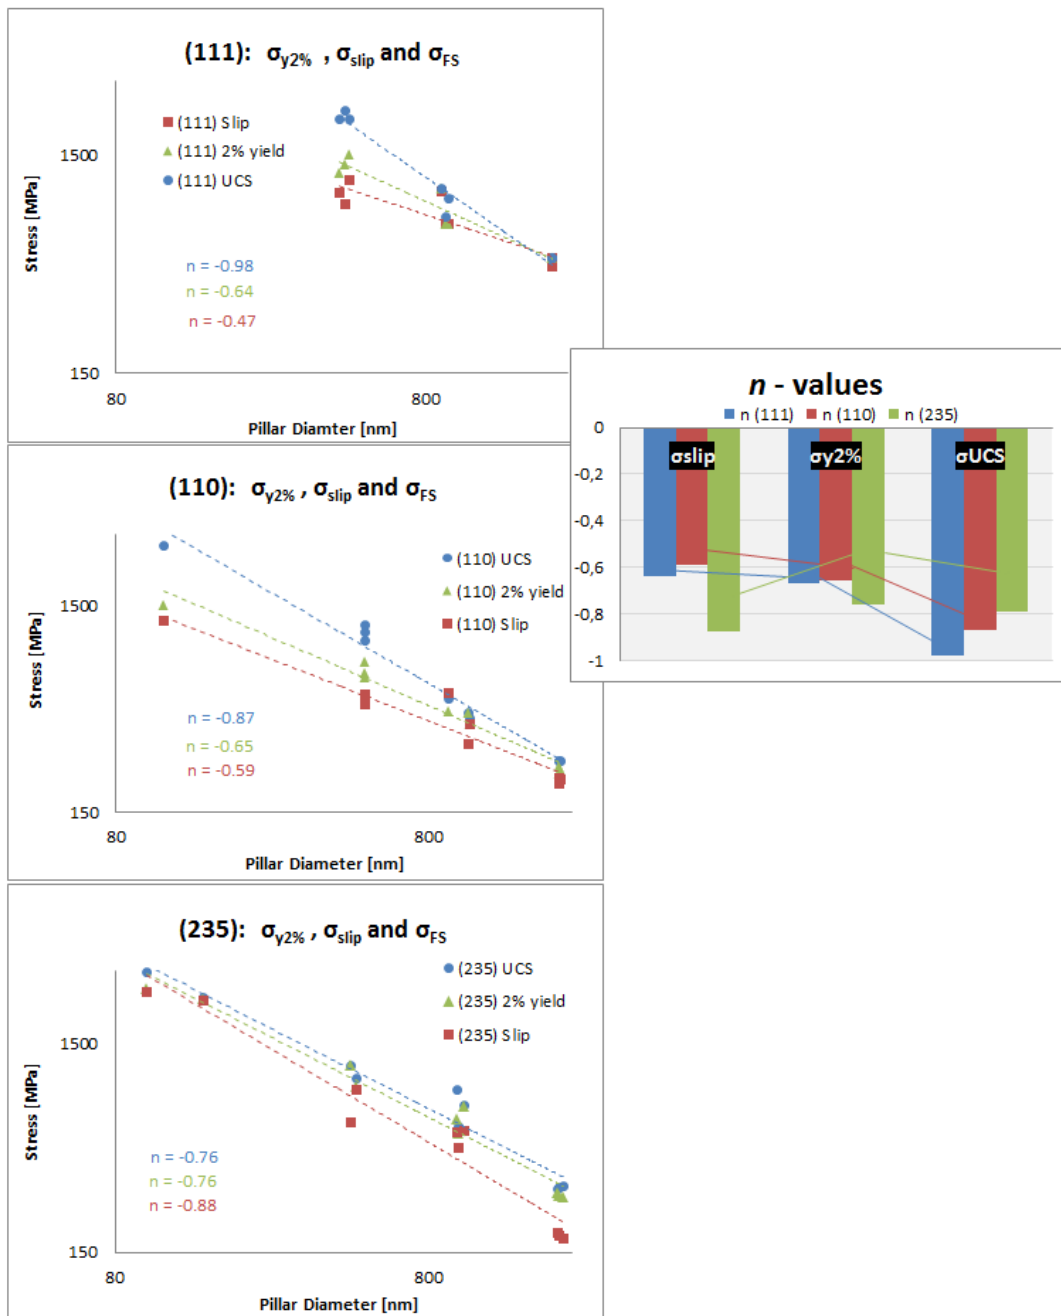 (111): σy2% , σslip and σFS
(111) Slip
(111) 2% yield
(111) UCS
1500
Stress [MPa]
n = -0.98
n = -0.64
n = -0.47
150
80
800
Pillar Diamter [nm]
n - values
n (111)
n (110)
n (235)
0
σslip
σy2%
σUCS
-0,2
-0,4
-0,6
-0,8
-1
(110): σy2% , σslip and σFS
(110) UCS
(110) 2% yield
(110) Slip
1500
Stress [MPa]
n = -0.87
n = -0.65
n = -0.59
150
80
800
Pillar Diameter [nm]
(235): σy2% , σslip and σFS
(235) UCS
(235) 2% yield
(235) Slip
1500
Stress [MPa]
n = -0.76
n = -0.76
n = -0.88
150
80
800
Pillar Diameter [nm]